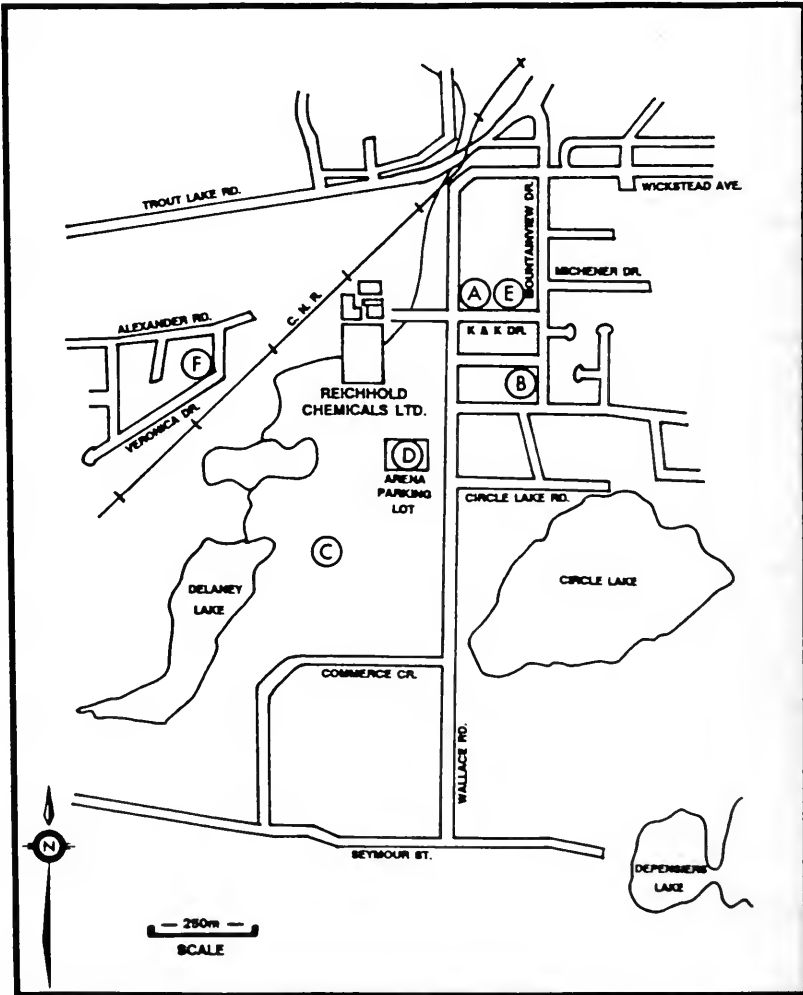 TROUT LAKE RD.
WICKSTEAD AVE.
MOUNTAINVIEW DR.
MICHENER DR.
A
E
C. N. R.
ALEXANDER RD.
K & K DR.
F
B
REICHHOLD
CHEMICALS LTD.
VERONICA DR.
D
ARENA
PARKING
LOT
CIRCLE LAKE RD.
C
CIRCLE LAKE
DELANEY
LAKE
COMMERCE CR.
WALLACE RD.
N
SEYMOUR ST.
DEPENSIERS
LAKE
250m
SCALE